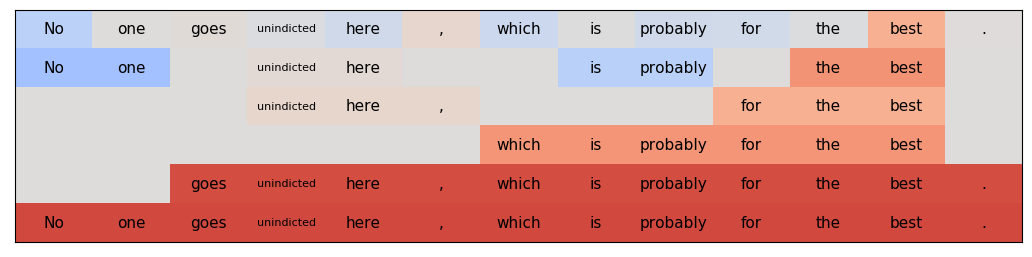 No one goes unindicted here , which is probably for the best .
No one unindicted here is probably the best
unindicted here , for the best
which is probably for the best
goes unindicted here , which is probably for the best .
No one goes unindicted here , which is probably for the best .